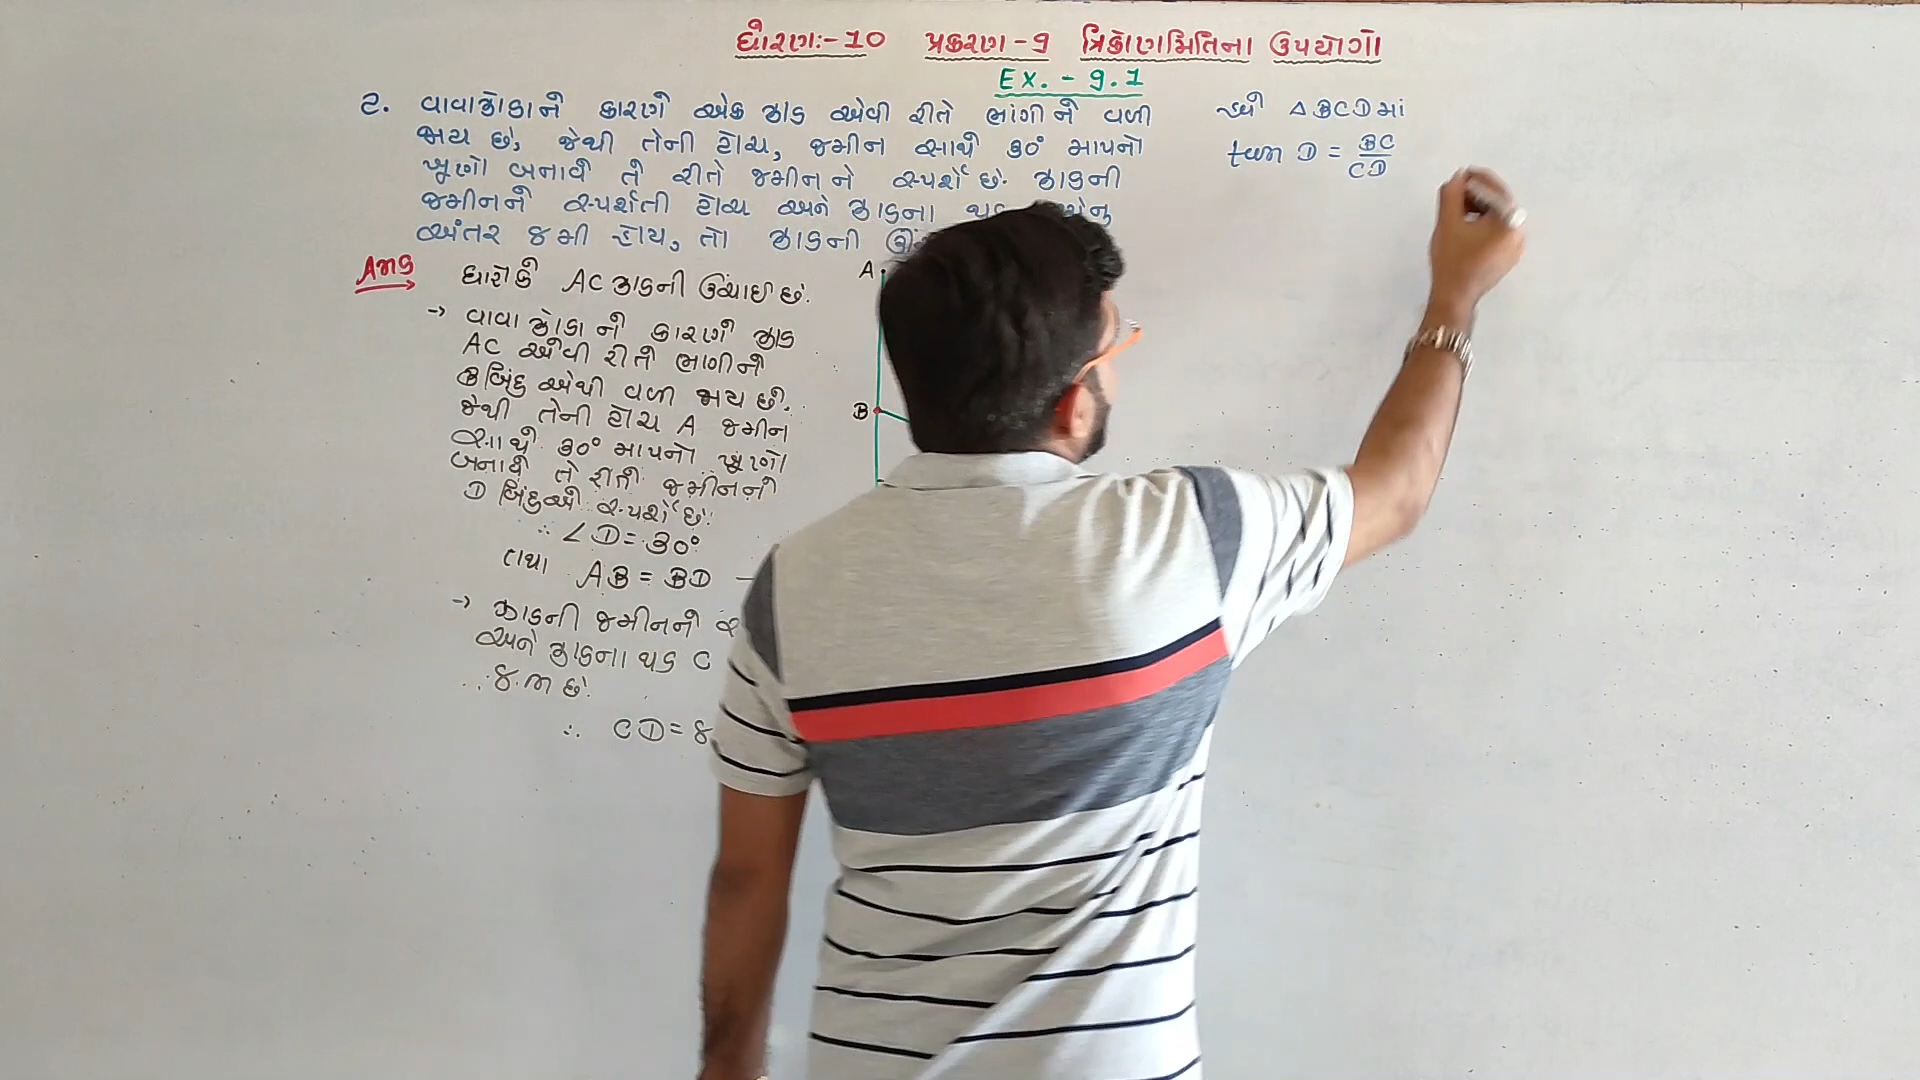 ધોરણ:-10 પ્રકરણ-9 ત્રિકોણમિતિના ઉપયોગો
Ex. - 9.1
2. વાવાઝોડાને કારણે એક ઝાડ એવી રીતે ભાંગીને વળી
જાય છે, જેથી તેની ટોચ, જમીન સાથે 30° માપનો
ખૂણો બનાવે તે રીતે જમીનને સ્પર્શે છે. ઝાડની
જમીનને સ્પર્શતી ટોચ અને ઝાડના
અંતર 8 મી હોય, તો ઝાડની
Ans
ધારોકે AC ઝાડની ઉંચાઈ છે.
→ વાવાઝોડાને કારણે ઝાડ
AC એવી રીતે ભાંગીને
B બિંદુ એથી વળી જાય છે.
જેથી તેની ટોચ A જમીન
સાથે 30° માપનો ખૂણો
બનાવે તે રીતે જમીનને
D બિંદુએ સ્પર્શે છે.
∴ ∠D = 30°
તથા AB = BD —
→ ઝાડની જમીનને
અને ઝાડના થડ C
8 મી છે.
∴ CD = 8
A
B
હવે △BCD માં
tan D = BC/CD